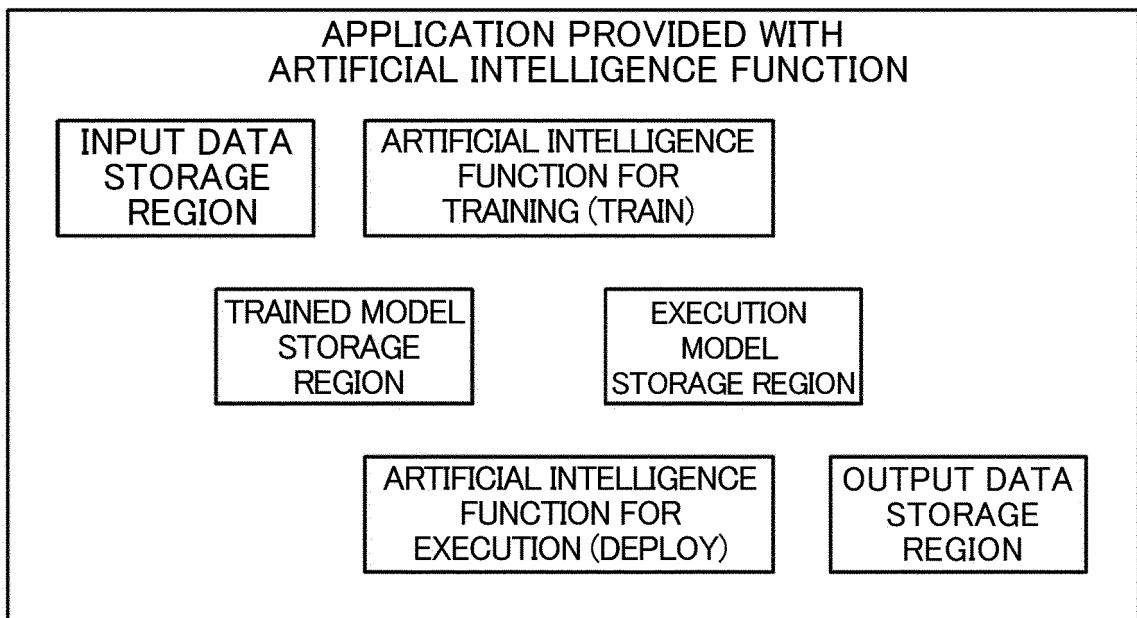 APPLICATION PROVIDED WITH
ARTIFICIAL INTELLIGENCE FUNCTION
INPUT DATA
STORAGE
REGION
ARTIFICIAL INTELLIGENCE
FUNCTION FOR
TRAINING (TRAIN)
TRAINED MODEL
STORAGE
REGION
EXECUTION
MODEL
STORAGE REGION
ARTIFICIAL INTELLIGENCE
FUNCTION FOR
EXECUTION (DEPLOY)
OUTPUT DATA
STORAGE
REGION